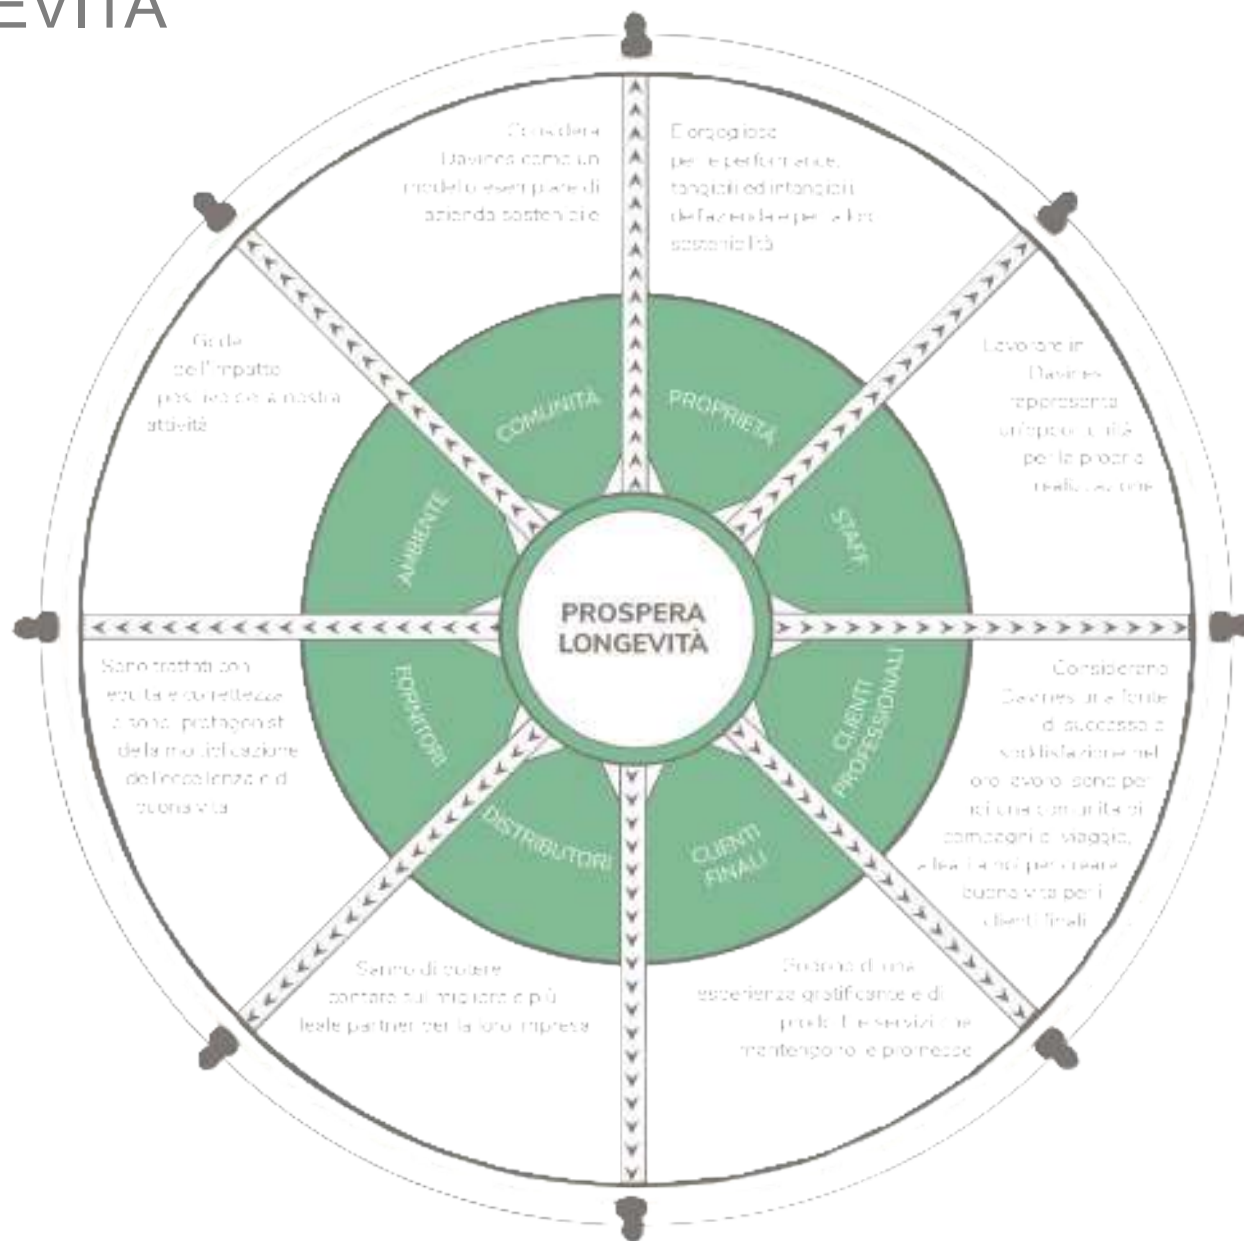 EVITÀ
Considera
Davines come un
modello esemplare di
azienda sostenibile
È orgogliosa
per le performance,
tangibili ed intangibili
dell'azienda e per la loro
sostenibilità
Gode
dell'impatto
positivo della nostra
attività
Lavorare in
Davines
rappresenta
un'opportunità
per la propria
realizzazione
COMUNITÀ
PROPRIETÀ
AMBIENTE
STAFF
PROSPERA
LONGEVITÀ
FORNITORI
CLIENTI
PROFESSIONALI
DISTRIBUTORI
CLIENTI
FINALI
Sono trattati con
equità e correttezza
e sono protagonisti
della moltiplicazione
dell'eccellenza e di
buona vita
Considerano
Davines una fonte
di successo e
soddisfazione nel
loro lavoro, sono per
noi una comunità di
compagni di viaggio,
alleati a noi per creare
buona vita per i
clienti finali
Sanno di potere
contare sul migliore e più
leale partner per la loro impresa
Godono di una
esperienza gratificante e di
prodotti e servizi che
mantengono le promesse